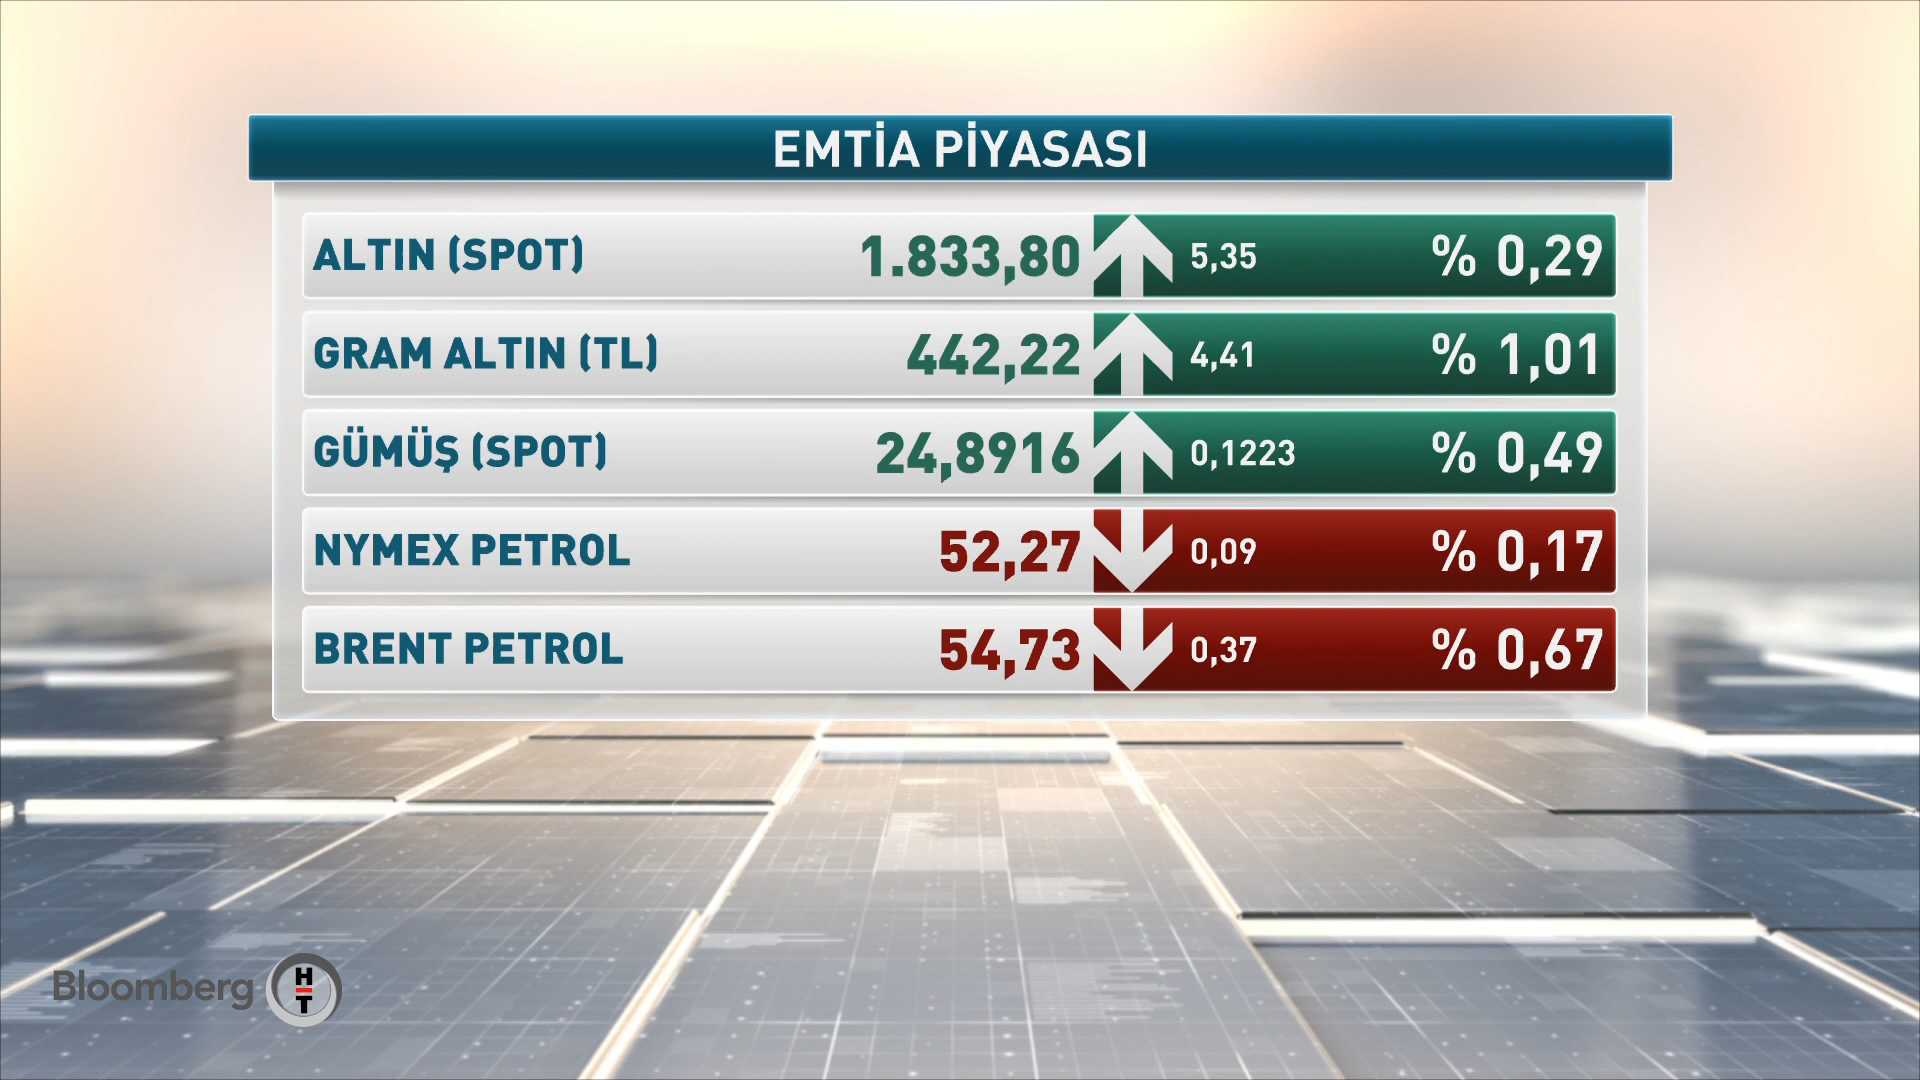 EMTİA PİYASASI
ALTIN (SPOT) 1.833,80 5,35 % 0,29
GRAM ALTIN (TL) 442,22 4,41 % 1,01
GÜMÜŞ (SPOT) 24,8916 0,1223 % 0,49
NYMEX PETROL 52,27 0,09 % 0,17
BRENT PETROL 54,73 0,37 % 0,67
Bloomberg HT